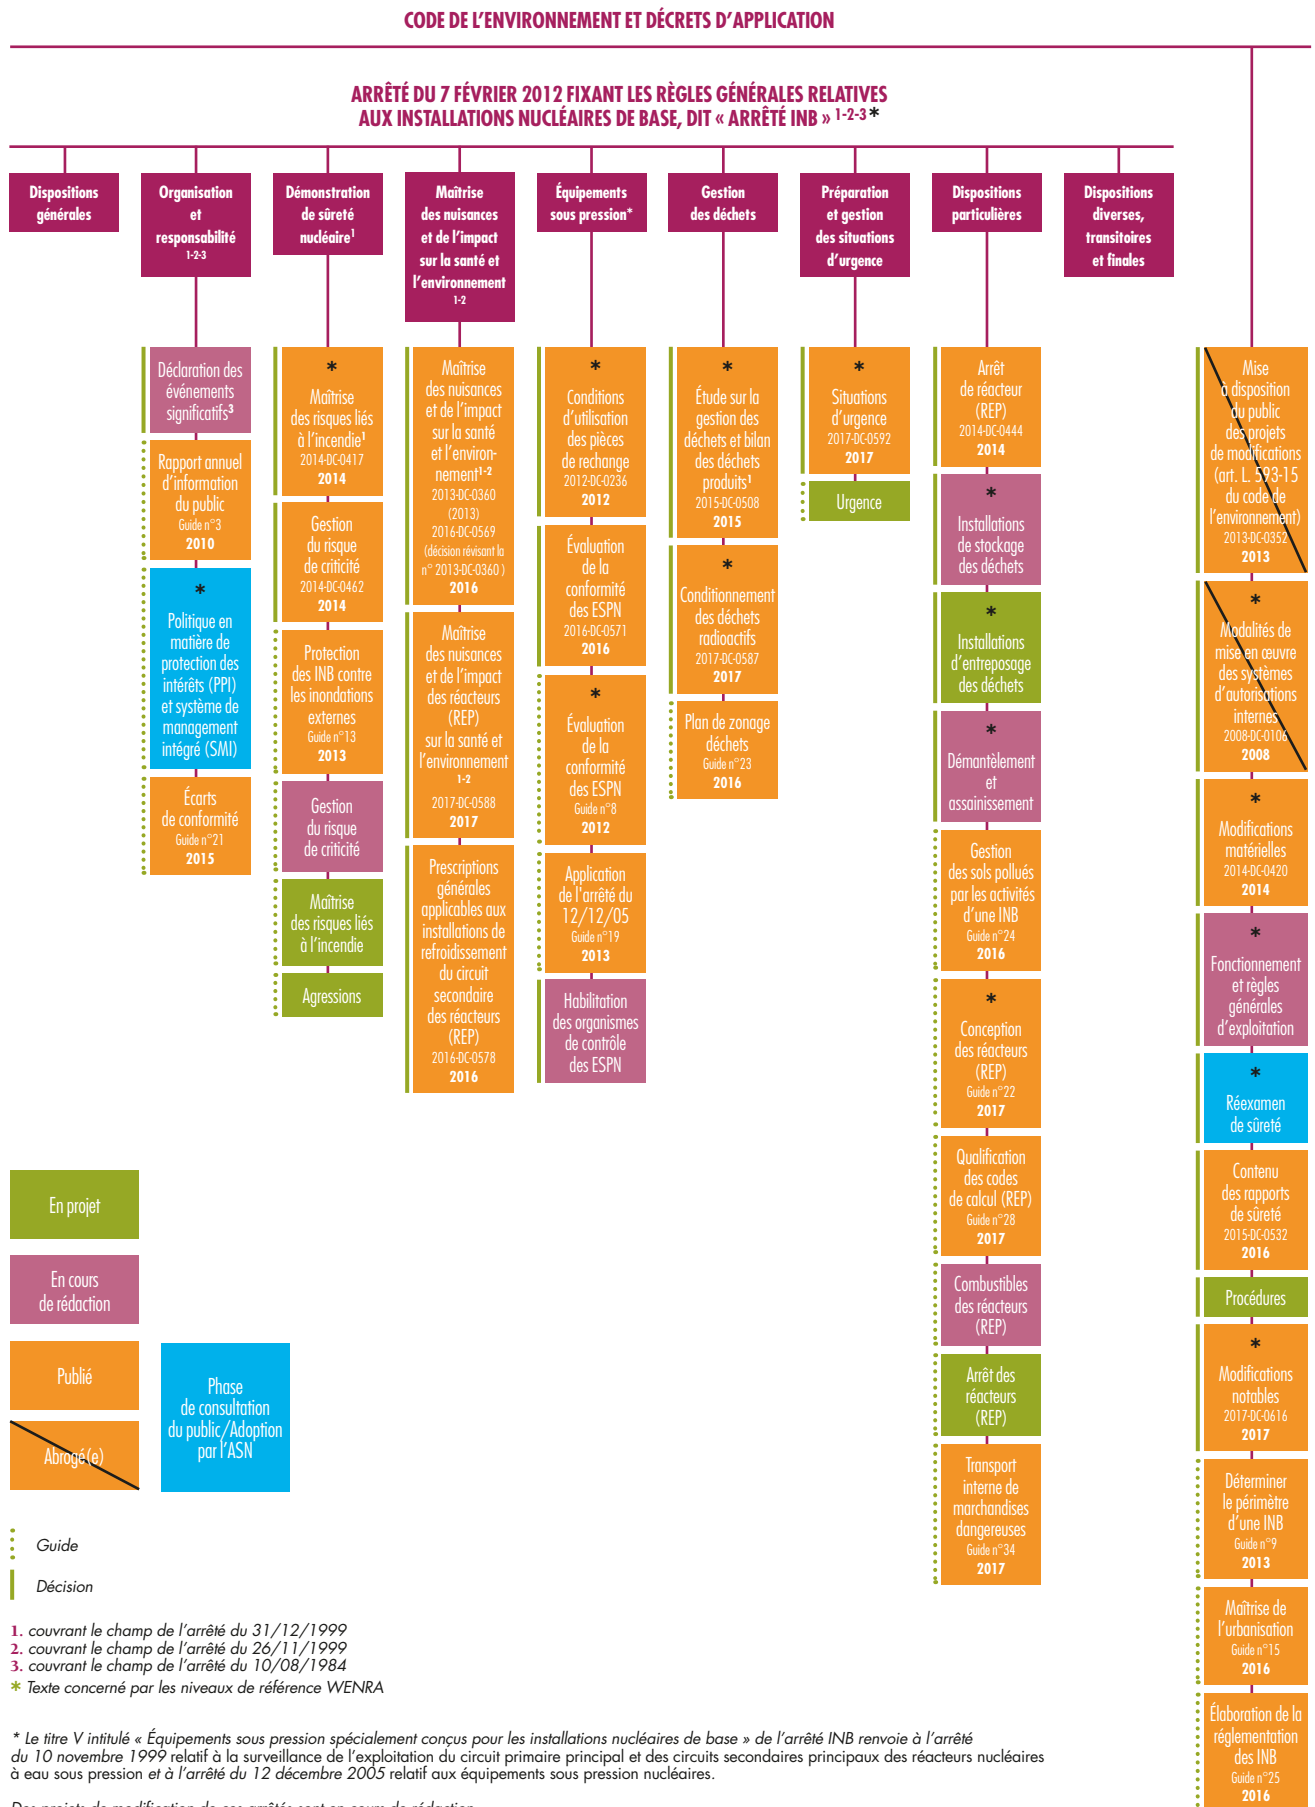 CODE DE L'ENVIRONNEMENT ET DÉCRETS D'APPLICATION
ARRÊTÉ DU 7 FÉVRIER 2012 FIXANT LES RÈGLES GÉNÉRALES RELATIVES
AUX INSTALLATIONS NUCLÉAIRES DE BASE, DIT « ARRÊTÉ INB » 1-2-3 *
Dispositions
générales
Organisation
et
responsabilité
1-2-3
Démonstration
de sûreté
nucléaire1
Maîtrise
des nuisances
et de l'impact
sur la santé et
l'environnement
1-2
Équipements
sous pression*
Gestion
des déchets
Préparation
et gestion
des situations
d'urgence
Dispositions
particulières
Dispositions
diverses,
transitoires
et finales
Déclaration des
événements
significatifs3
Rapport annuel
d'information
du public
Guide n°3
2010
*
Politique en
matière de
protection des
intérêts (PPI)
et système de
management
intégré (SMI)
Écarts
de conformité
Guide n°21
2015
*
Maîtrise
des risques liés
à l'incendie1
2014-DC-0417
2014
Gestion
du risque
de criticité
2014-DC-0462
2014
Protection
des INB contre
les inondations
externes
Guide n°13
2013
Gestion
du risque
de criticité
Maîtrise
des risques liés
à l'incendie
Agressions
Maîtrise
des nuisances
et de l'impact
sur la santé
et l'environ-
nement1-2
2013-DC-0360
(2013)
2016-DC-0569
(décision révisant la
n° 2013-DC-0360 )
2016
Maîtrise
des nuisances
et de l'impact
des réacteurs
(REP)
sur la santé et
l'environnement
1-2
2017-DC-0588
2017
Prescriptions
générales
applicables aux
installations de
refroidissement
du circuit
secondaire
des réacteurs
(REP)
2016-DC-0578
2016
*
Conditions
d'utilisation
des pièces
de rechange
2012-DC-0236
2012
Évaluation
de la
conformité
des ESPN
2016-DC-0571
2016
*
Évaluation
de la
conformité
des ESPN
Guide n°8
2012
Application
de l'arrêté du
12/12/05
Guide n°19
2013
Habilitation
des organismes
de contrôle
des ESPN
*
Étude sur la
gestion des
déchets et bilan
des déchets
produits1
2015-DC-0508
2015
*
Conditionnement
des déchets
radioactifs
2017-DC-0587
2017
Plan de zonage
déchets
Guide n°23
2016
*
Situations
d'urgence
2017-DC-0592
2017
Urgence
Arrêt
de réacteur
(REP)
2014-DC-0444
2014
*
Installations
de stockage
des déchets
*
Installations
d'entreposage
des déchets
*
Démantèlement
et
assainissement
Gestion
des sols pollués
par les activités
d'une INB
Guide n°24
2016
*
Conception
des réacteurs
(REP)
Guide n°22
2017
Qualification
des codes
de calcul (REP)
Guide n°28
2017
Combustibles
des réacteurs
(REP)
Arrêt des
réacteurs
(REP)
Transport
interne de
marchandises
dangereuses
Guide n°34
2017
Mise
à disposition
du public
des projets
de modifications
(art. L. 593-15
du code de
l'environnement)
2013-DC-0352
2013
*
Modalités de
mise en œuvre
des systèmes
d'autorisations
internes
2008-DC-0106
2008
*
Modifications
matérielles
2014-DC-0420
2014
*
Fonctionnement
et règles
générales
d'exploitation
*
Réexamen
de sûreté
Contenu
des rapports
de sûreté
2015-DC-0532
2016
Procédures
*
Modifications
notables
2017-DC-0616
2017
Déterminer
le périmètre
d'une INB
Guide n°9
2013
Maîtrise de
l'urbanisation
Guide n°15
2016
Élaboration de la
réglementation
des INB
Guide n°25
2016
En projet
En cours
de rédaction
Publié
Abrogé(e)
Phase
de consultation
du public/Adoption
par l'ASN
Guide
Décision
1. couvrant le champ de l'arrêté du 31/12/1999
2. couvrant le champ de l'arrêté du 26/11/1999
3. couvrant le champ de l'arrêté du 10/08/1984
* Texte concerné par les niveaux de référence WENRA
* Le titre V intitulé « Équipements sous pression spécialement conçus pour les installations nucléaires de base » de l'arrêté INB renvoie à l'arrêté
du 10 novembre 1999 relatif à la surveillance de l'exploitation du circuit primaire principal et des circuits secondaires principaux des réacteurs nucléaires
à eau sous pression et à l'arrêté du 12 décembre 2005 relatif aux équipements sous pression nucléaires.
Des projets de modification de ces arrêtés sont en cours de rédaction